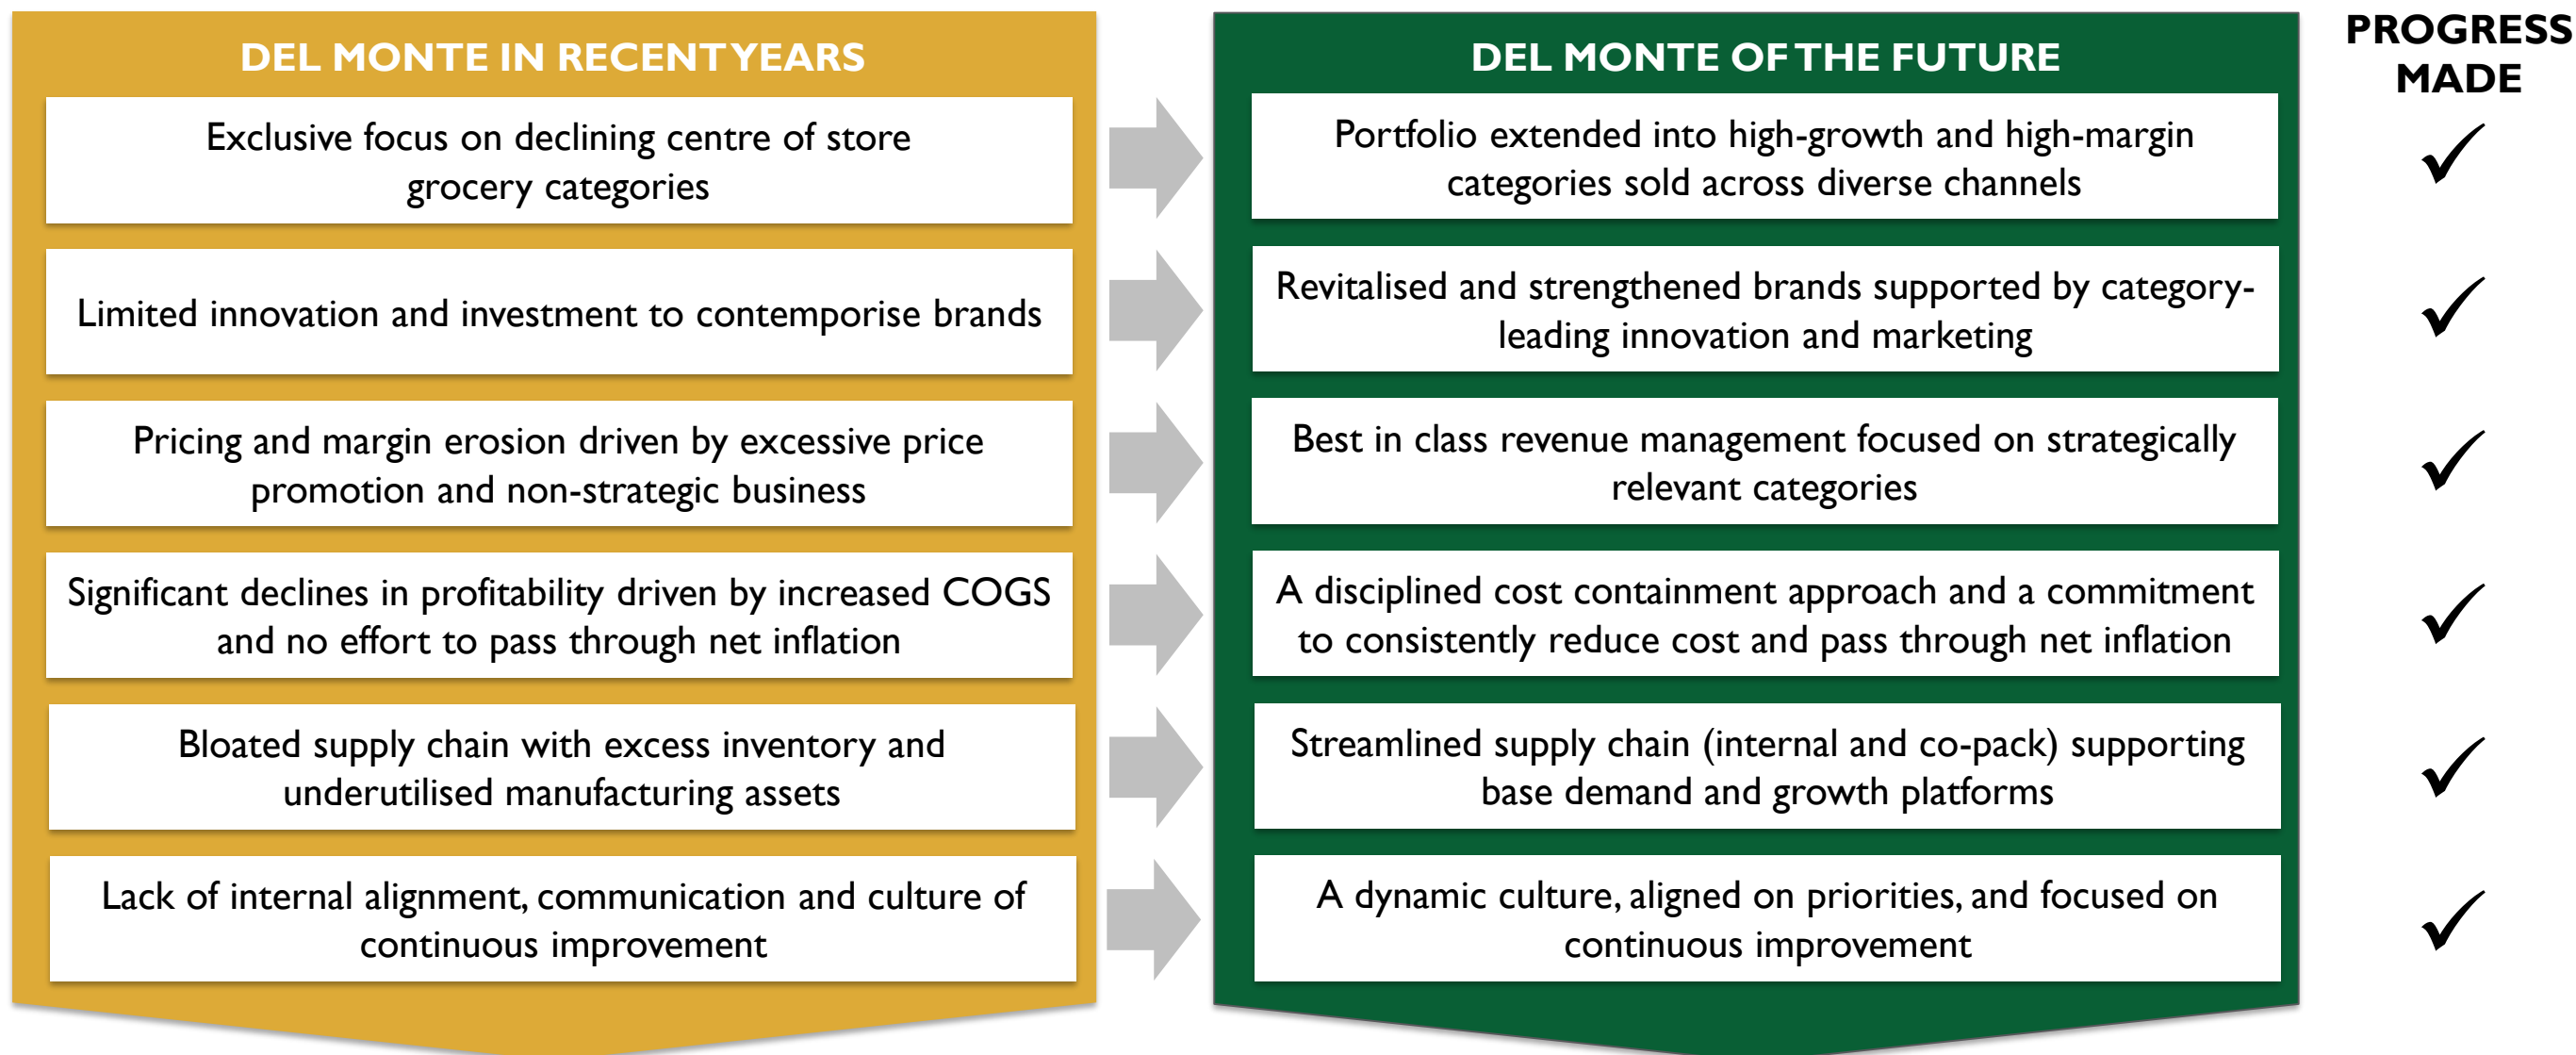 DEL MONTE IN RECENT YEARS
Exclusive focus on declining centre of store
grocery categories
Limited innovation and investment to contemporise brands
Pricing and margin erosion driven by excessive price
promotion and non-strategic business
Significant declines in profitability driven by increased COGS
and no effort to pass through net inflation
Bloated supply chain with excess inventory and
underutilised manufacturing assets
Lack of internal alignment, communication and culture of
continuous improvement
DEL MONTE OF THE FUTURE
Portfolio extended into high-growth and high-margin
categories sold across diverse channels
Revitalised and strengthened brands supported by category-
leading innovation and marketing
Best in class revenue management focused on strategically
relevant categories
A disciplined cost containment approach and a commitment
to consistently reduce cost and pass through net inflation
Streamlined supply chain (internal and co-pack) supporting
base demand and growth platforms
A dynamic culture, aligned on priorities, and focused on
continuous improvement
PROGRESS
MADE
✓
✓
✓
✓
✓
✓